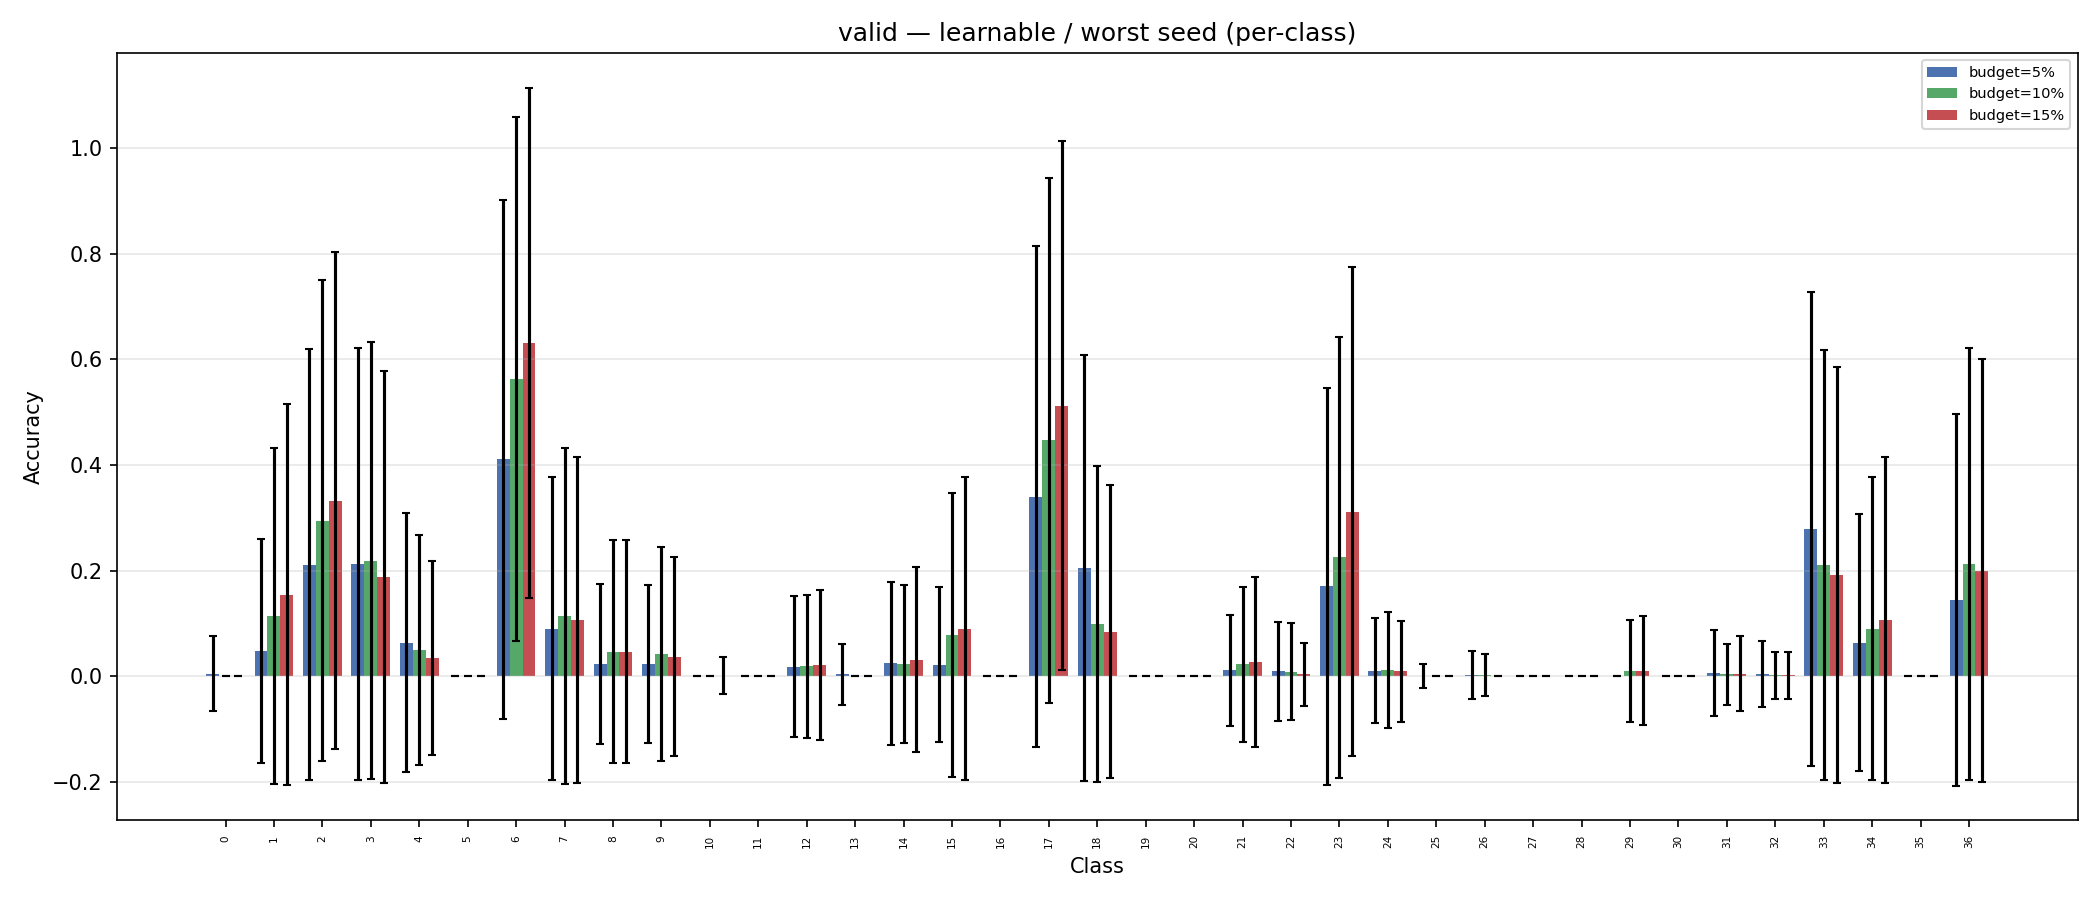 valid — learnable / worst seed (per-class)
budget=5%
budget=10%
budget=15%
1.0
0.8
0.6
0.4
0.2
0.0
−0.2
Accuracy
0 1 2 3 4 5 6 7 8 9 10 11 12 13 14 15 16 17 18 19 20 21 22 23 24 25 26 27 28 29 30 31 32 33 34 35 36
Class